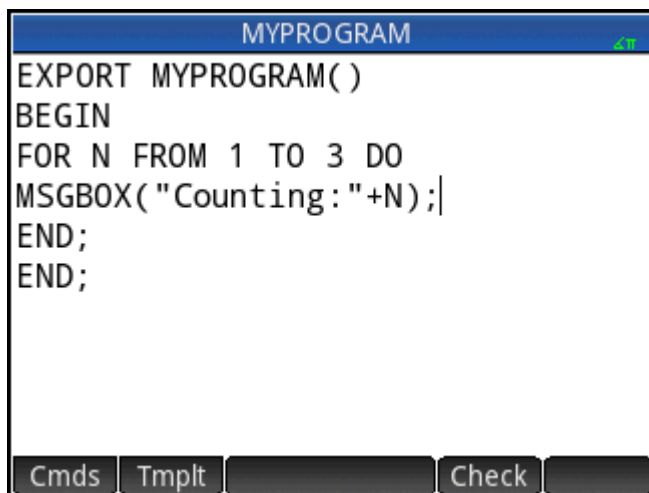 MYPROGRAM
∡π
EXPORT MYPROGRAM()
BEGIN
FOR N FROM 1 TO 3 DO
MSGBOX("Counting:"+N);
END;
END;
Cmds Tmplt Check